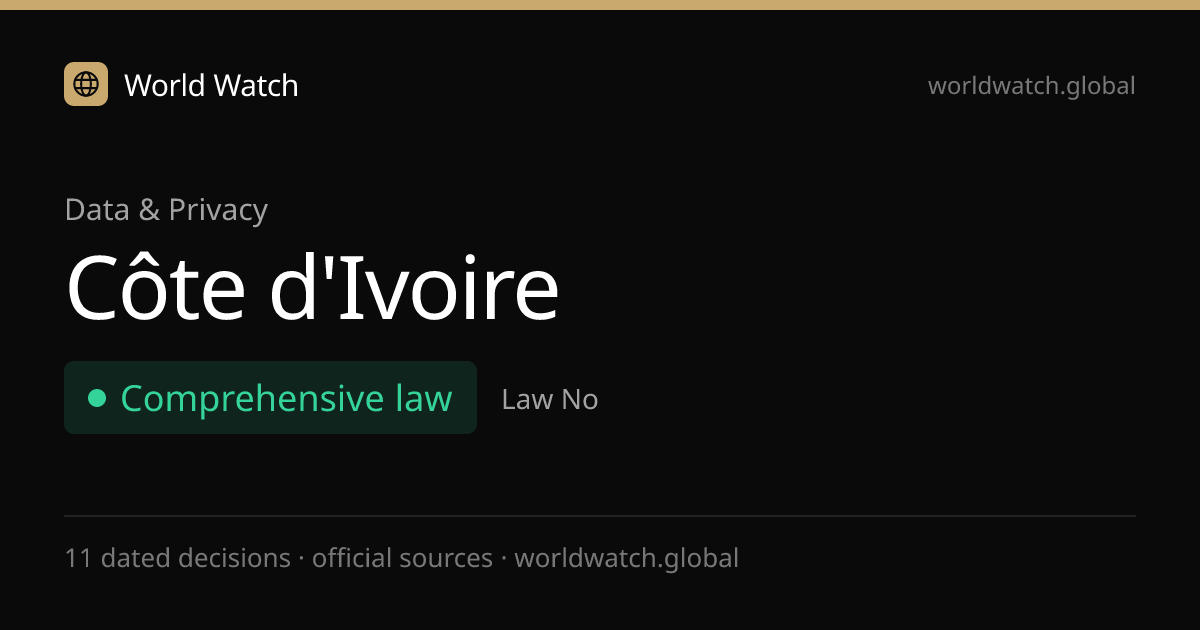 World Watch
worldwatch.global
Data & Privacy
Côte d'Ivoire
Comprehensive law
Law No
11 dated decisions · official sources · worldwatch.global